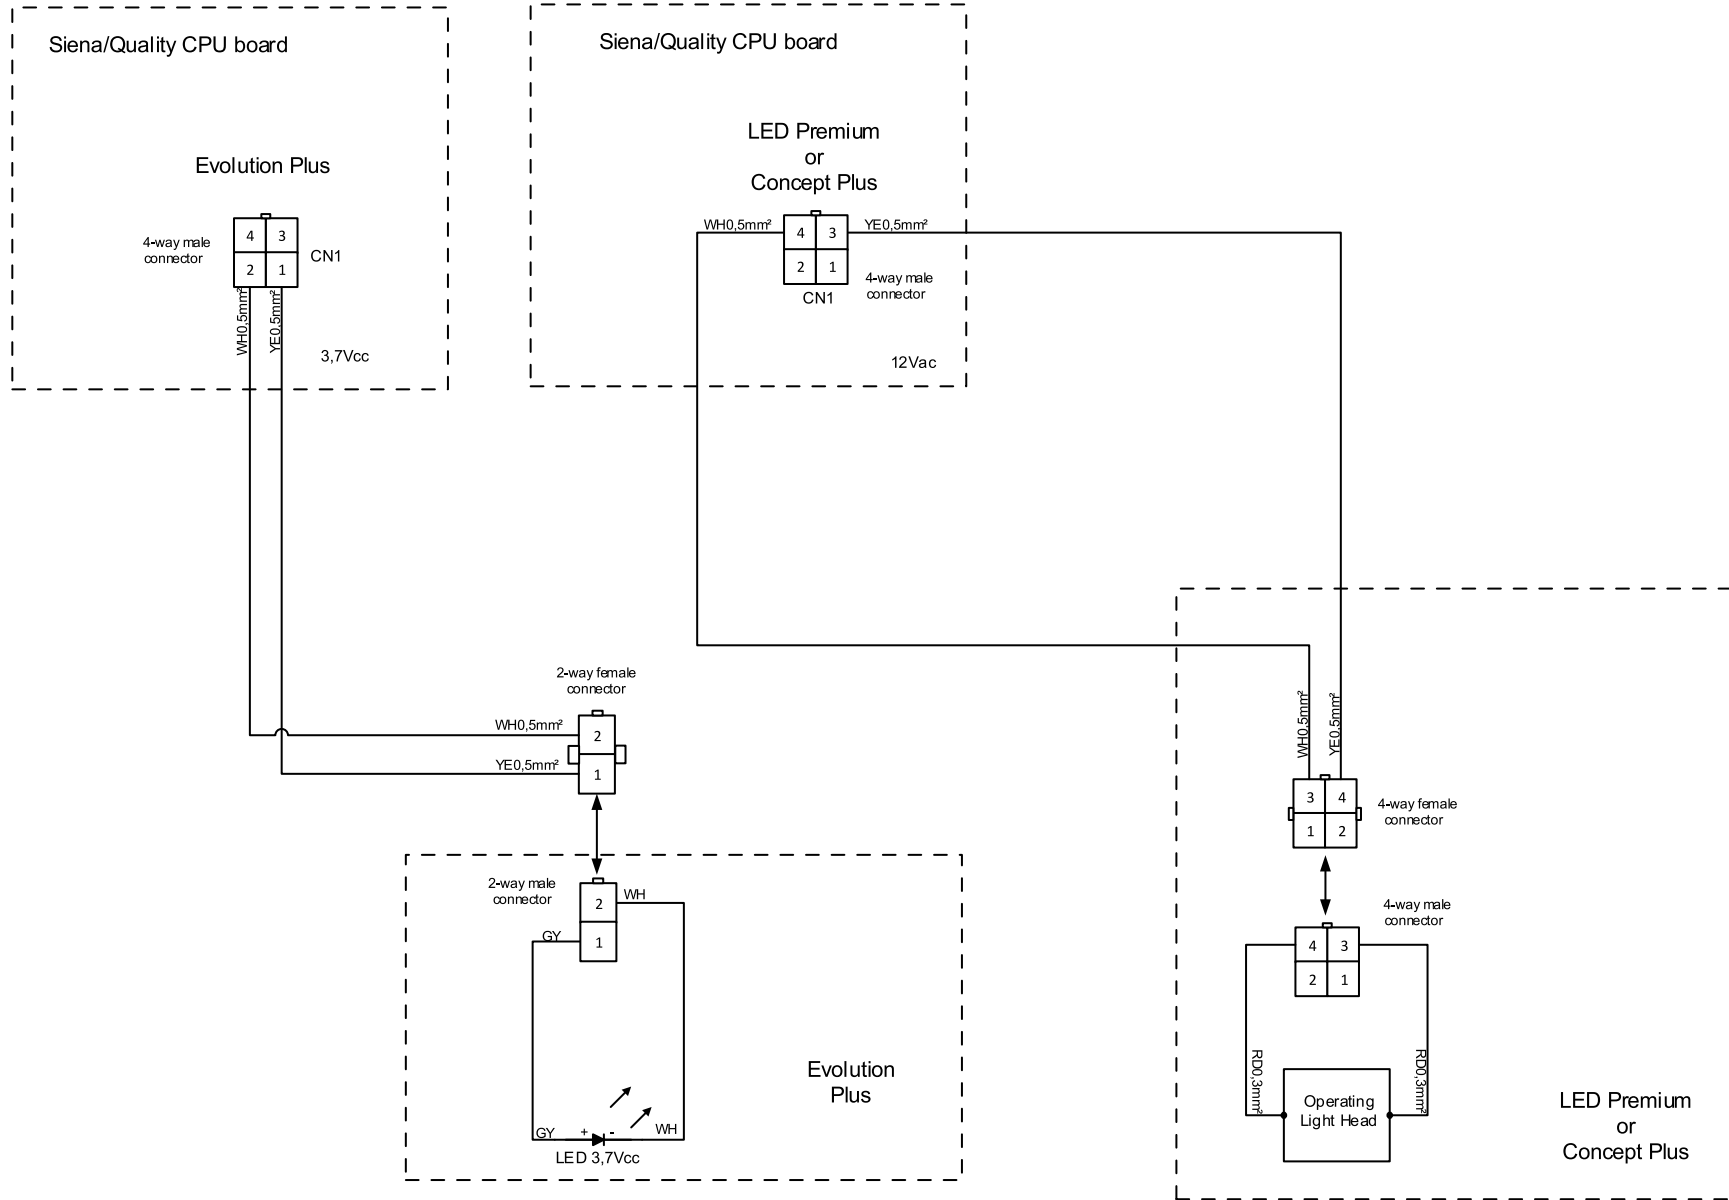 Siena/Quality CPU board
Evolution Plus
4-way male
connector
4 3
2 1
CN1
WH0,5mm²
YE0,5mm²
3,7Vcc
Siena/Quality CPU board
LED Premium
or
Concept Plus
WH0,5mm²
4 3
2 1
YE0,5mm²
4-way male
connector
CN1
12Vac
2-way female
connector
WH0,5mm²
2
YE0,5mm²
1
2-way male
connector
2
WH
GY
1
Evolution
Plus
GY
+
-
WH
LED 3,7Vcc
WH0,5mm²
YE0,5mm²
3 4
1 2
4-way female
connector
4-way male
connector
4 3
2 1
RD0,3mm²
RD0,3mm²
Operating
Light Head
LED Premium
or
Concept Plus